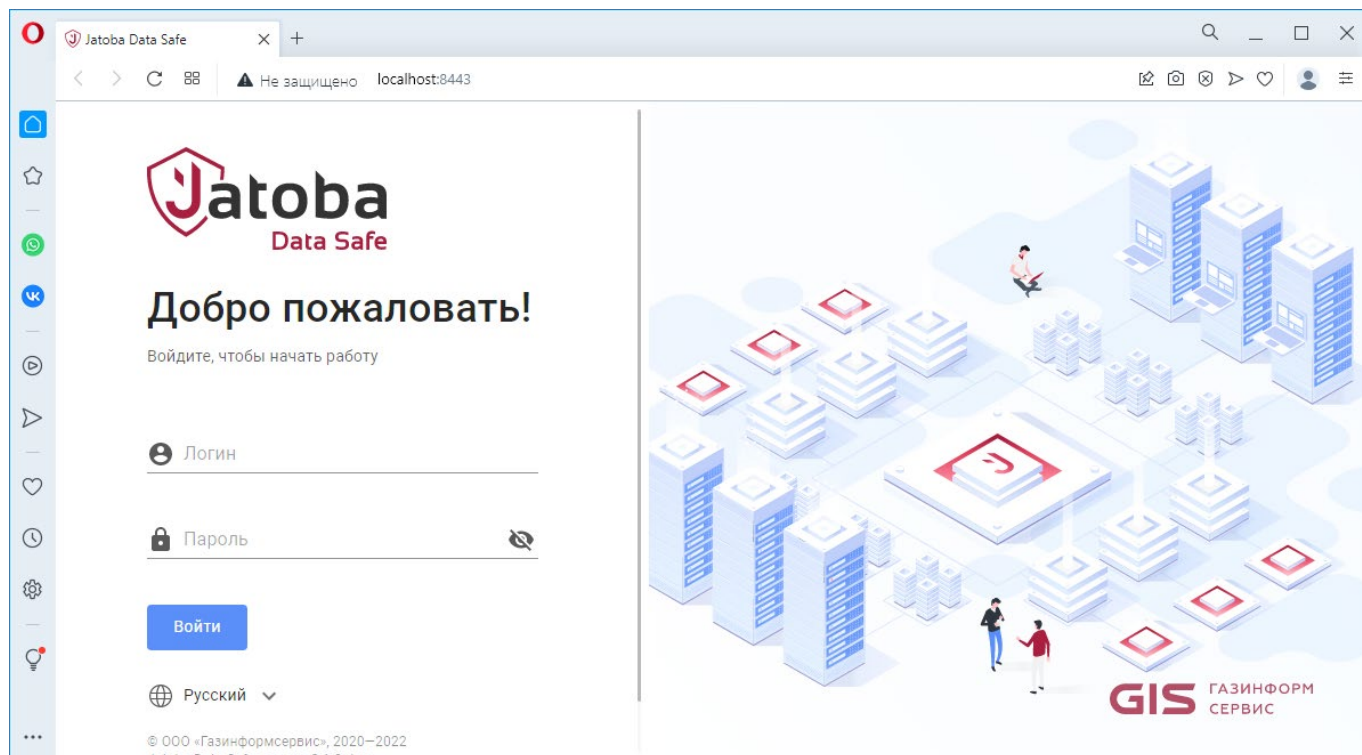 Jatoba Data Safe
Не защищено localhost:8443
Jatoba
Data Safe
Добро пожаловать!
Войдите, чтобы начать работу
Логин
Пароль
Войти
Русский
© ООО «Газинформсервис», 2020—2022
GIS ГАЗИНФОРМ
СЕРВИС